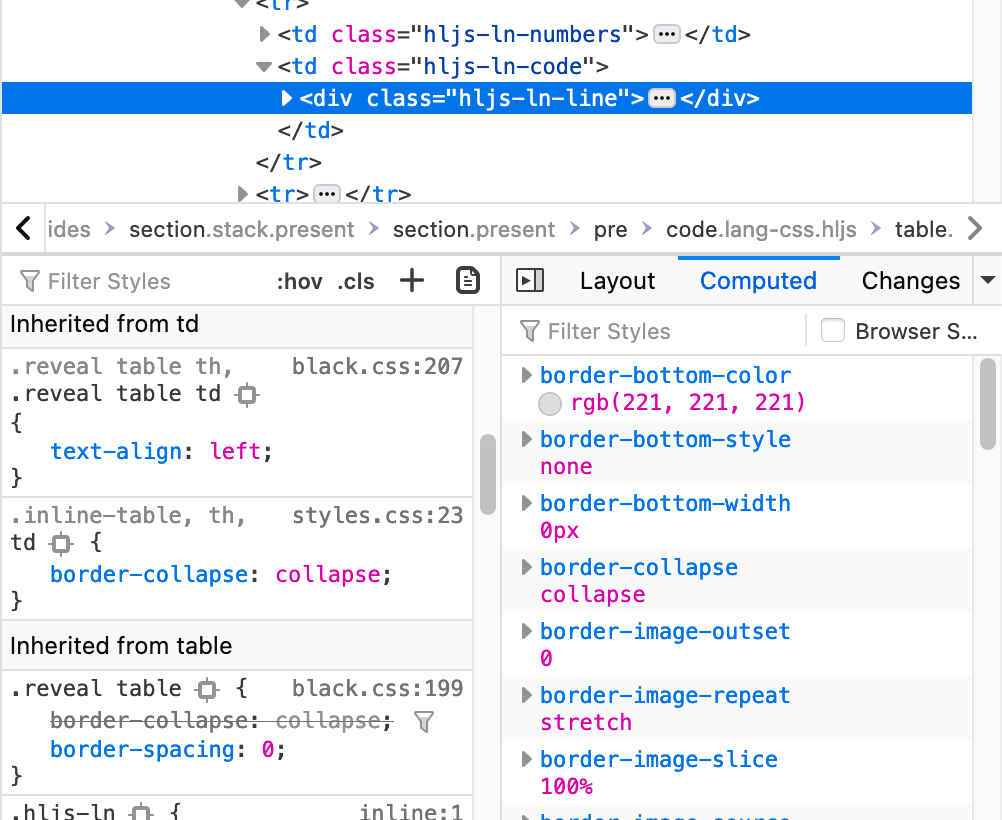 <tr>
<td class="hljs-ln-numbers">…</td>
<td class="hljs-ln-code">
<div class="hljs-ln-line">…</div>
</td>
</tr>
<tr>…</tr>
ides > section.stack.present > section.present > pre > code.lang-css.hljs > table.
Filter Styles :hov .cls +
Inherited from td
.reveal table th, black.css:207
.reveal table td
{
text-align: left;
}
.inline-table, th, styles.css:23
td {
border-collapse: collapse;
}
Inherited from table
.reveal table { black.css:199
border-collapse: collapse;
border-spacing: 0;
}
.hljs-ln { inline:1
Layout Computed Changes
Filter Styles Browser S...
border-bottom-color
rgb(221, 221, 221)
border-bottom-style
none
border-bottom-width
0px
border-collapse
collapse
border-image-outset
0
border-image-repeat
stretch
border-image-slice
100%
border-image-source